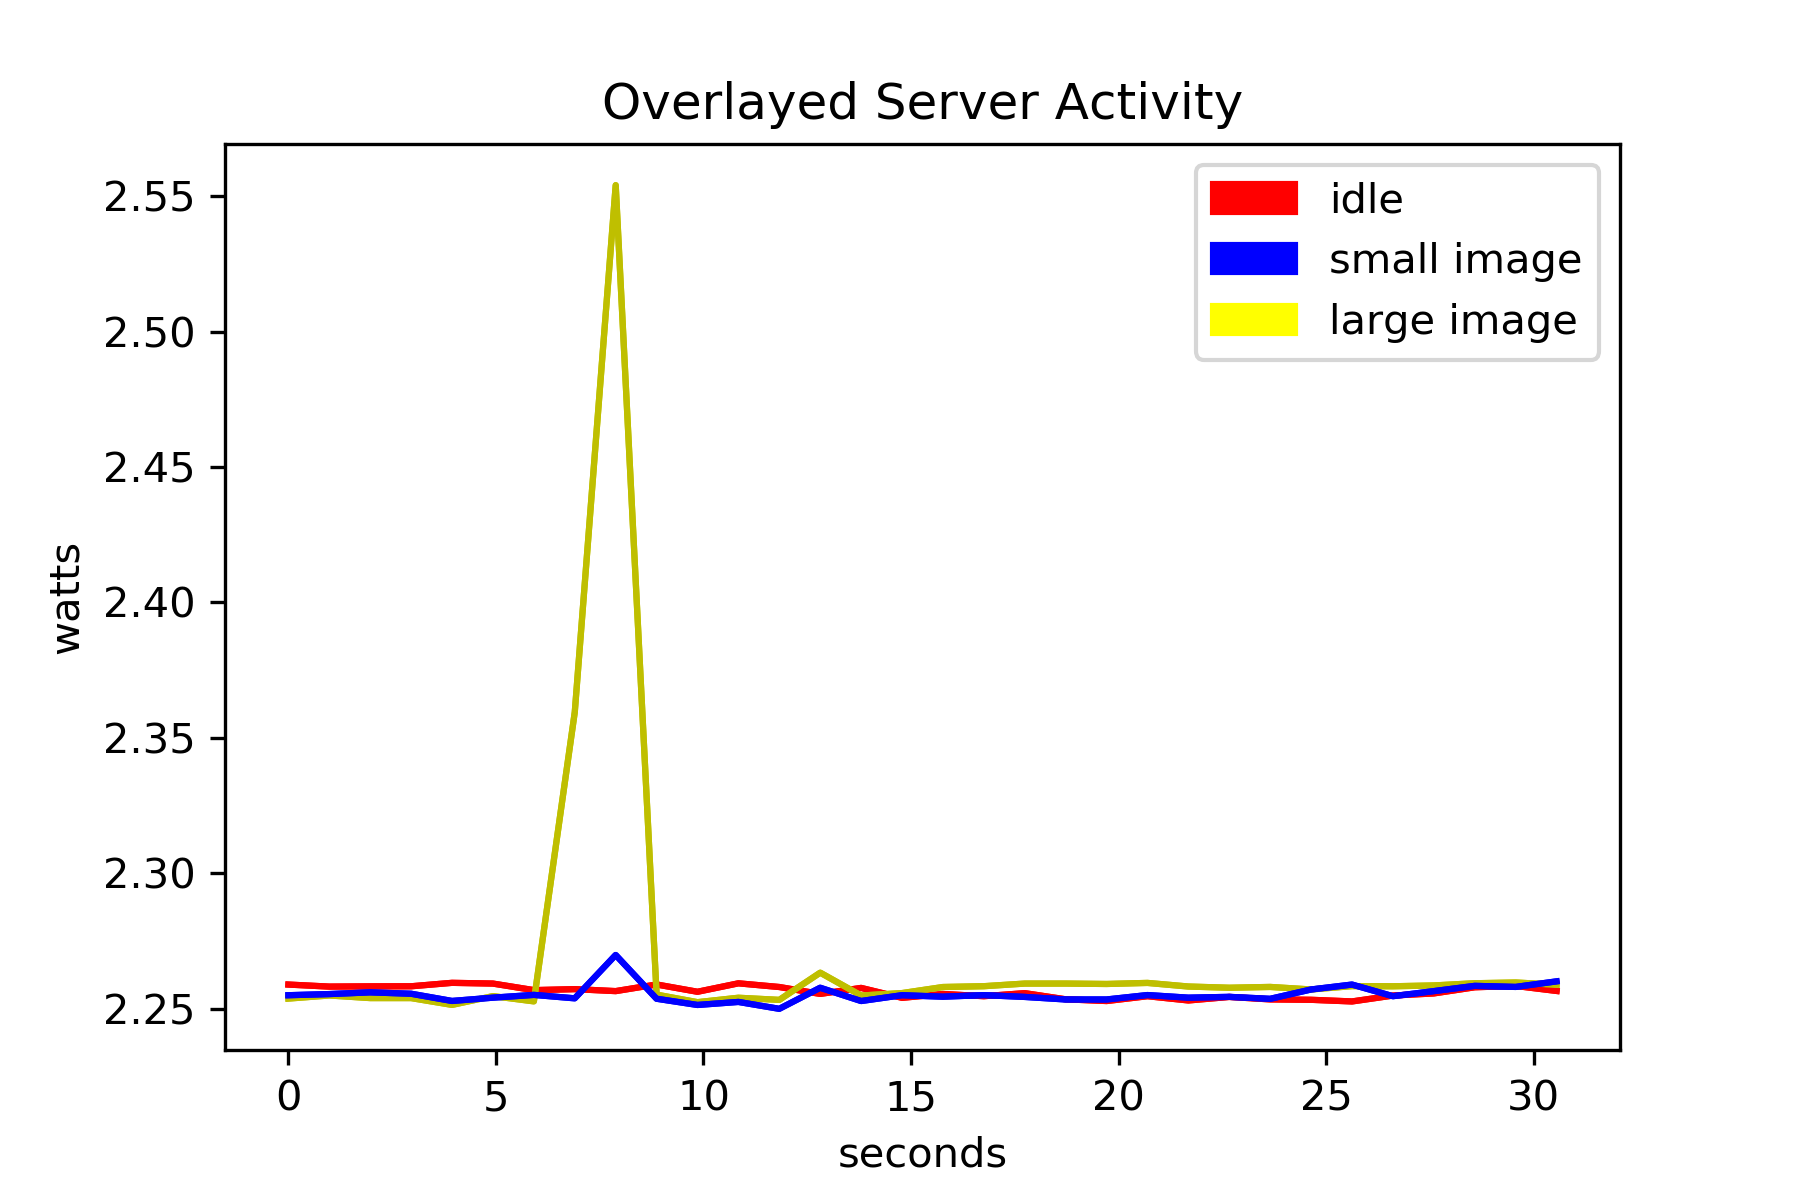 Overlayed Server Activity
idle
small image
large image
2.55
2.50
2.45
2.40
2.35
2.30
2.25
watts
0 5 10 15 20 25 30
seconds